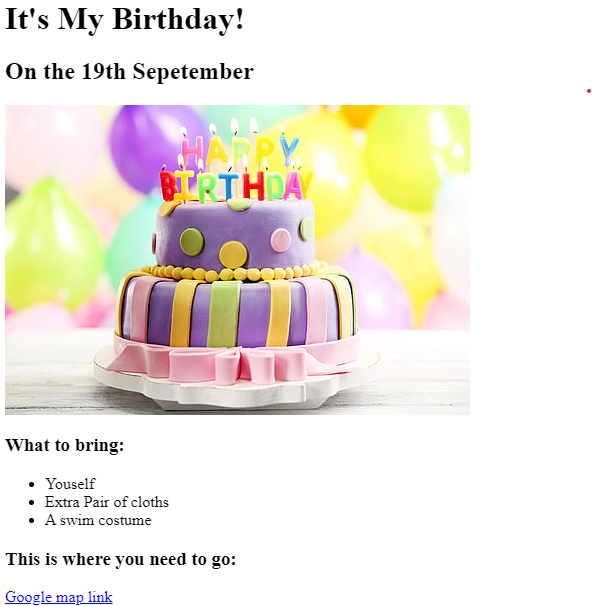 It's My Birthday!
On the 19th Sepetember
HAPPY
BIRTHDAY
What to bring:
Youself
Extra Pair of cloths
A swim costume
This is where you need to go:
Google map link